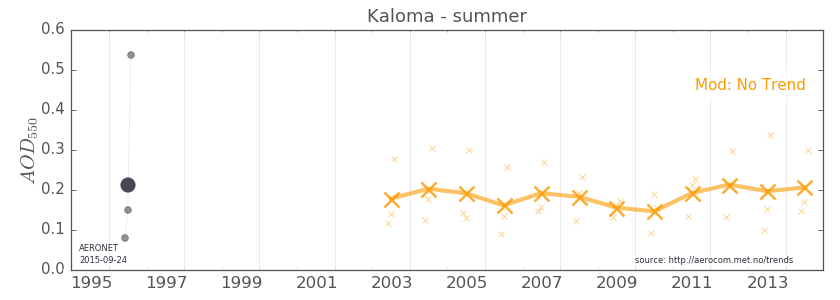 Kaloma - summer
0.6
0.5
0.4
0.3
0.2
0.1
0.0
AOD550
Mod: No Trend
AERONET
2015-09-24
source: http://aerocom.met.no/trends
1995 1997 1999 2001 2003 2005 2007 2009 2011 2013